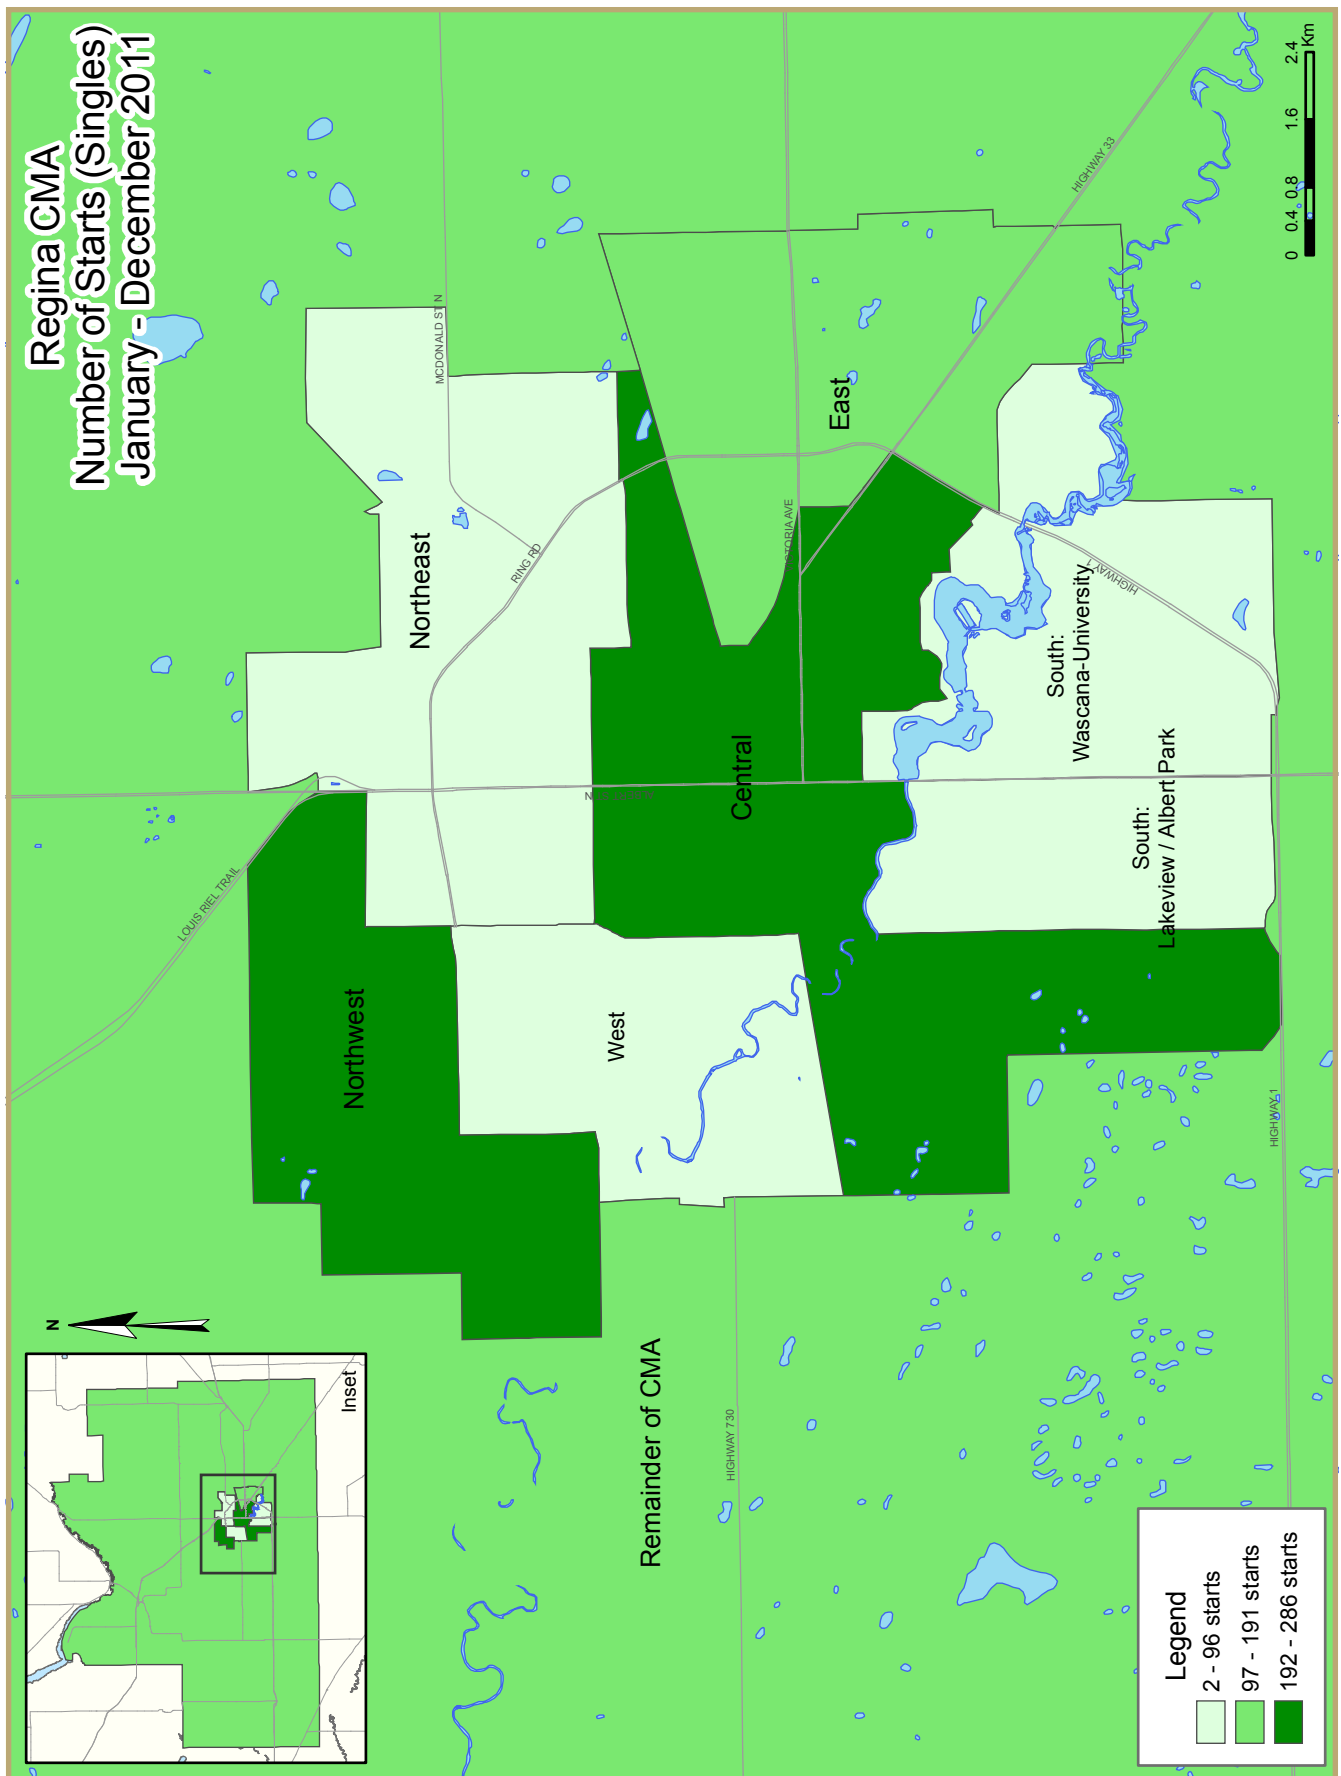 Regina CMA
Number of Starts (Singles)
January - December 2011
N
Inset
LOUIS RIEL TRAIL
MCDONALD ST N
RING RD
Northeast
Northwest
West
Central
East
HIGHWAY 33
HIGHWAY 1
South:
Wascana-University
South:
Lakeview / Albert Park
Remainder of CMA
HIGHWAY 730
HIGHWAY 1
Legend
2 - 96 starts
97 - 191 starts
192 - 286 starts
0 0.4 0.8 1.6 2.4
Km